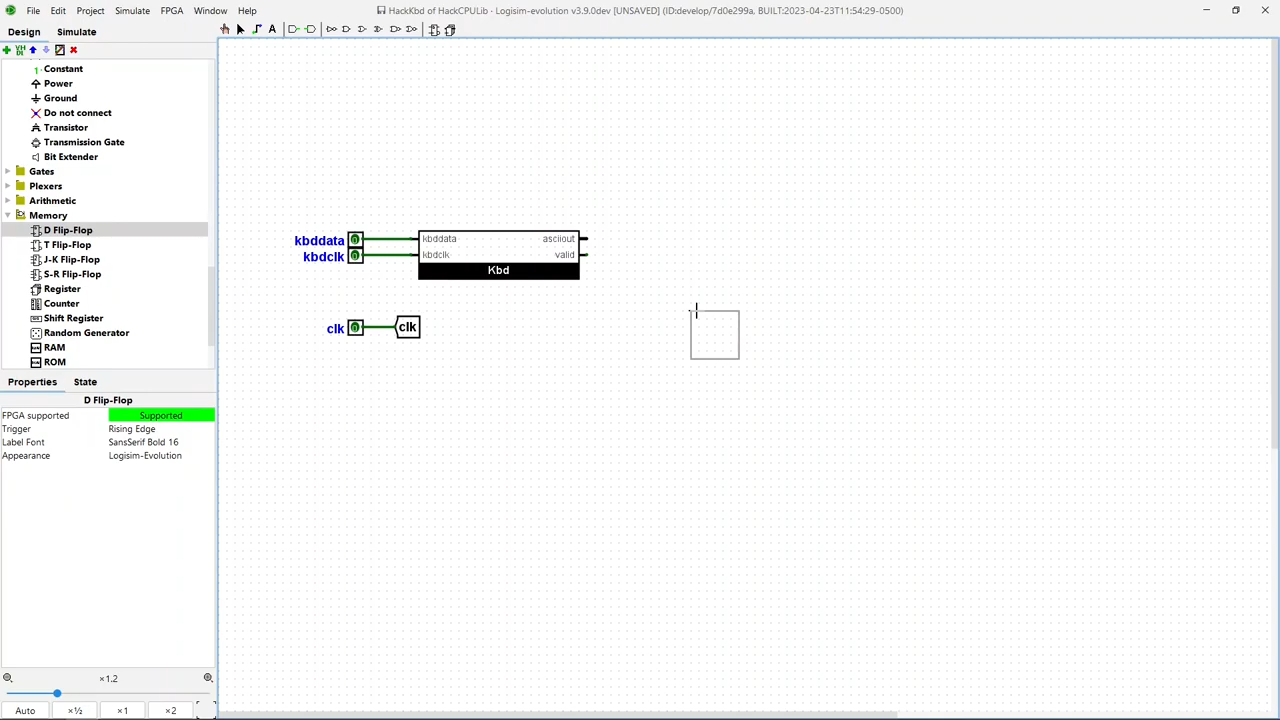 File Edit Project Simulate FPGA Window Help
HackKbd of HackCPULib - Logisim-evolution v3.9.0dev [UNSAVED] (ID:develop/7d0e299a, BUILT:2023-04-23T11:54:29-0500)
Design Simulate
Constant
Power
Ground
Do not connect
Transistor
Transmission Gate
Bit Extender
Gates
Plexers
Arithmetic
Memory
D Flip-Flop
T Flip-Flop
J-K Flip-Flop
S-R Flip-Flop
Register
Counter
Shift Register
Random Generator
RAM
ROM
Properties State
D Flip-Flop
FPGA supported Supported
Trigger Rising Edge
Label Font SansSerif Bold 16
Appearance Logisim-Evolution
×1.2
Auto ×½ ×1 ×2
kbddata 0 kbddata asciiout
kbdclk 0 kbdclk valid
Kbd
clk 0 clk